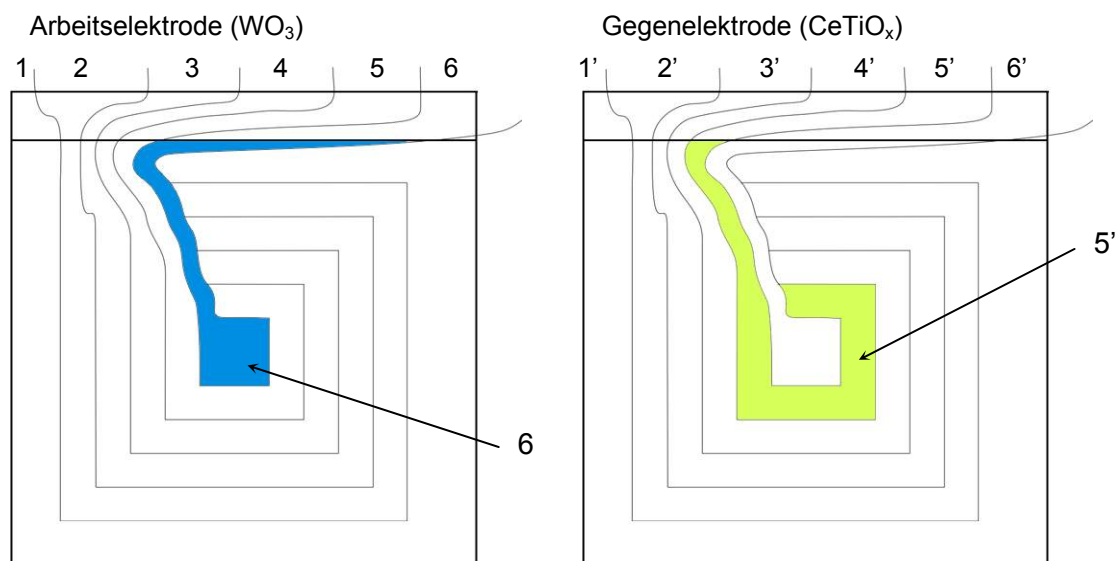 Arbeitselektrode (WO₃)
Gegenelektrode (CeTiOₓ)
1 2 3 4 5 6
1’ 2’ 3’ 4’ 5’ 6’
5’
6